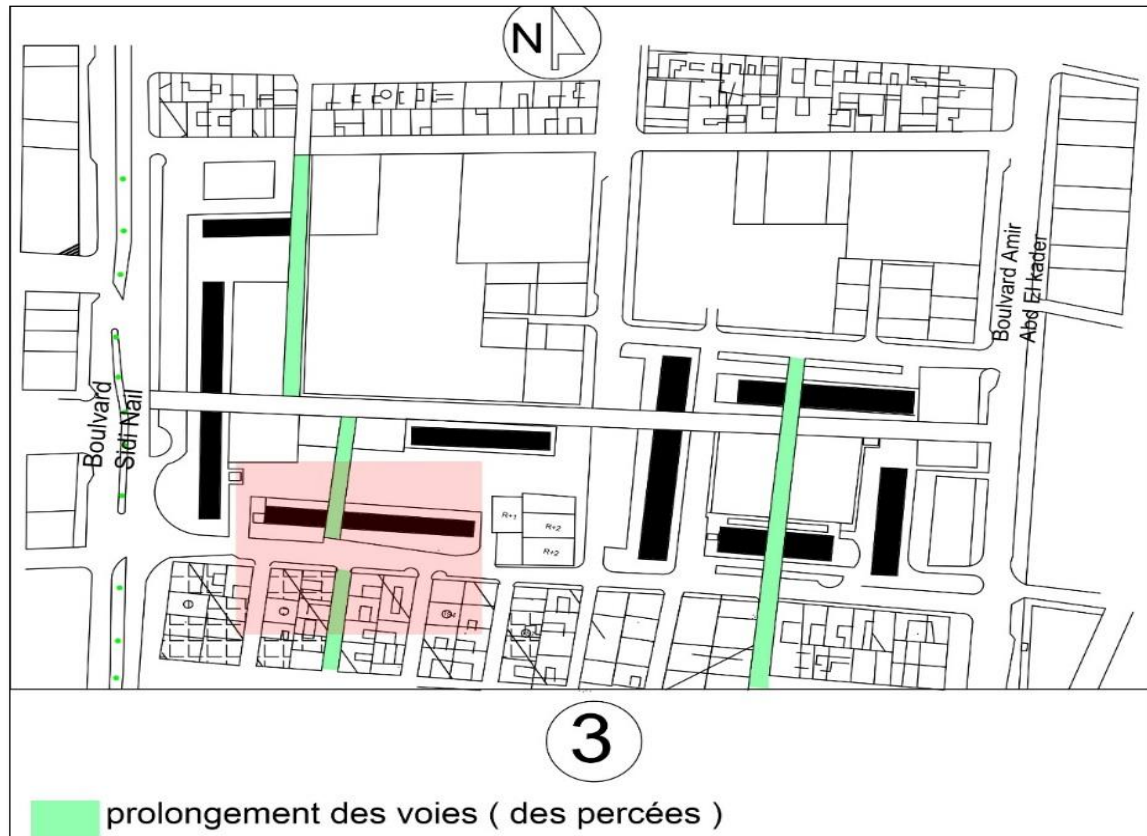 N
Boulvard Amir
Abd El kader
Boulvard
Sidi Nail
R+1
R+2
R+2
3
prolongement des voies ( des percées )